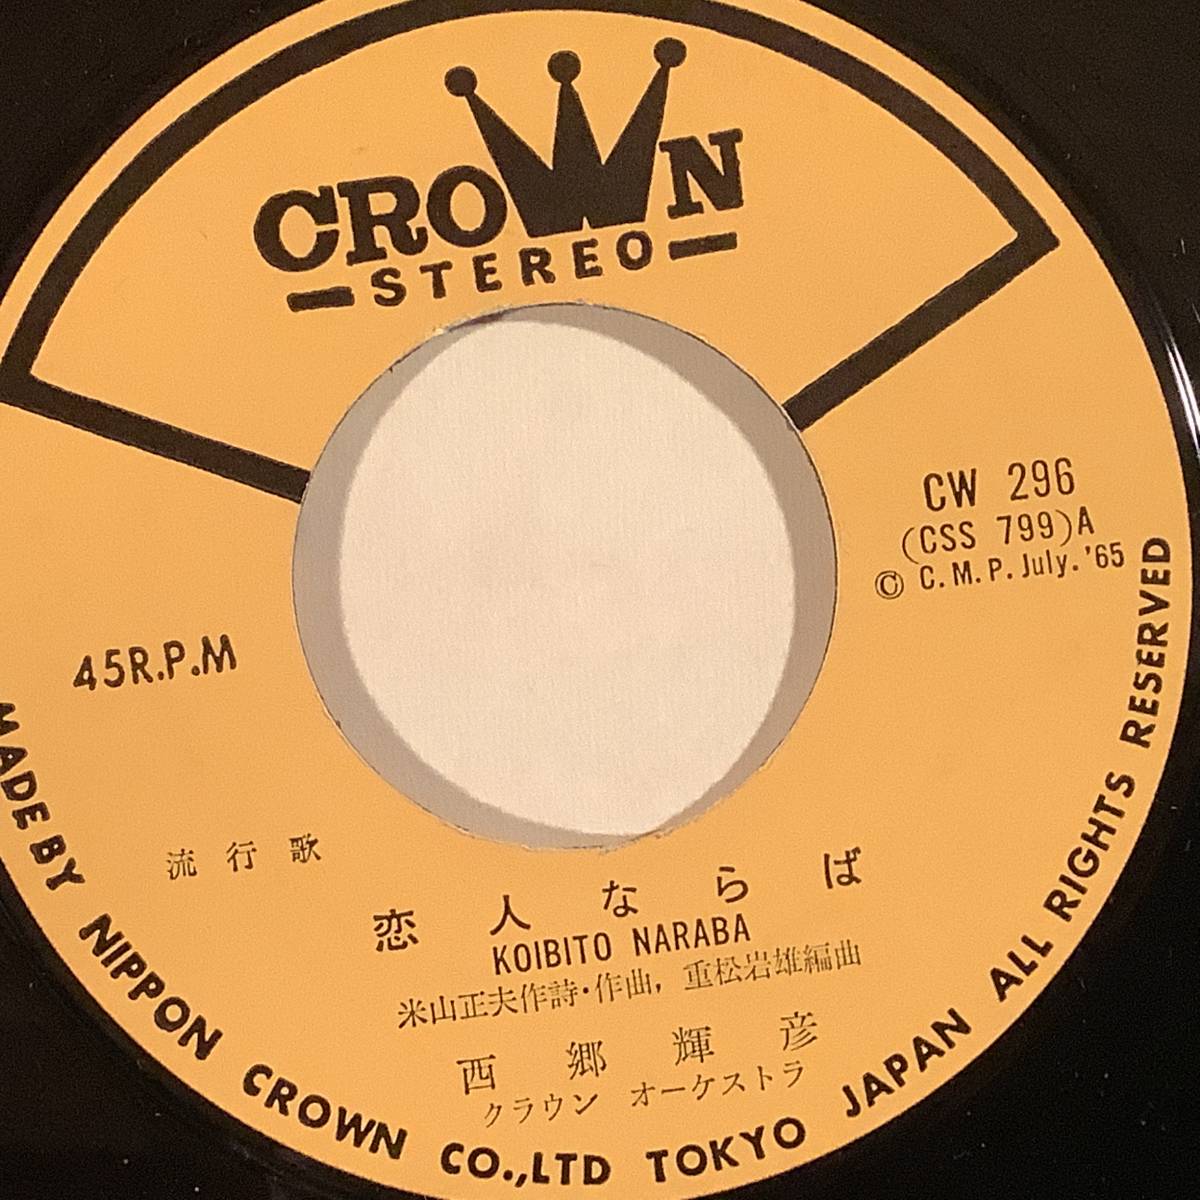 CROWN
STEREO
CW 296
(CSS 799)A
© C.M.P.July.'65
45R.P.M
流行歌
恋人ならば
KOIBITO NARABA
米山正夫作詩・作曲, 重松岩雄編曲
西郷輝彦
クラウン オーケストラ
MADE BY NIPPON CROWN CO.,LTD TOKYO JAPAN ALL RIGHTS RESERVED